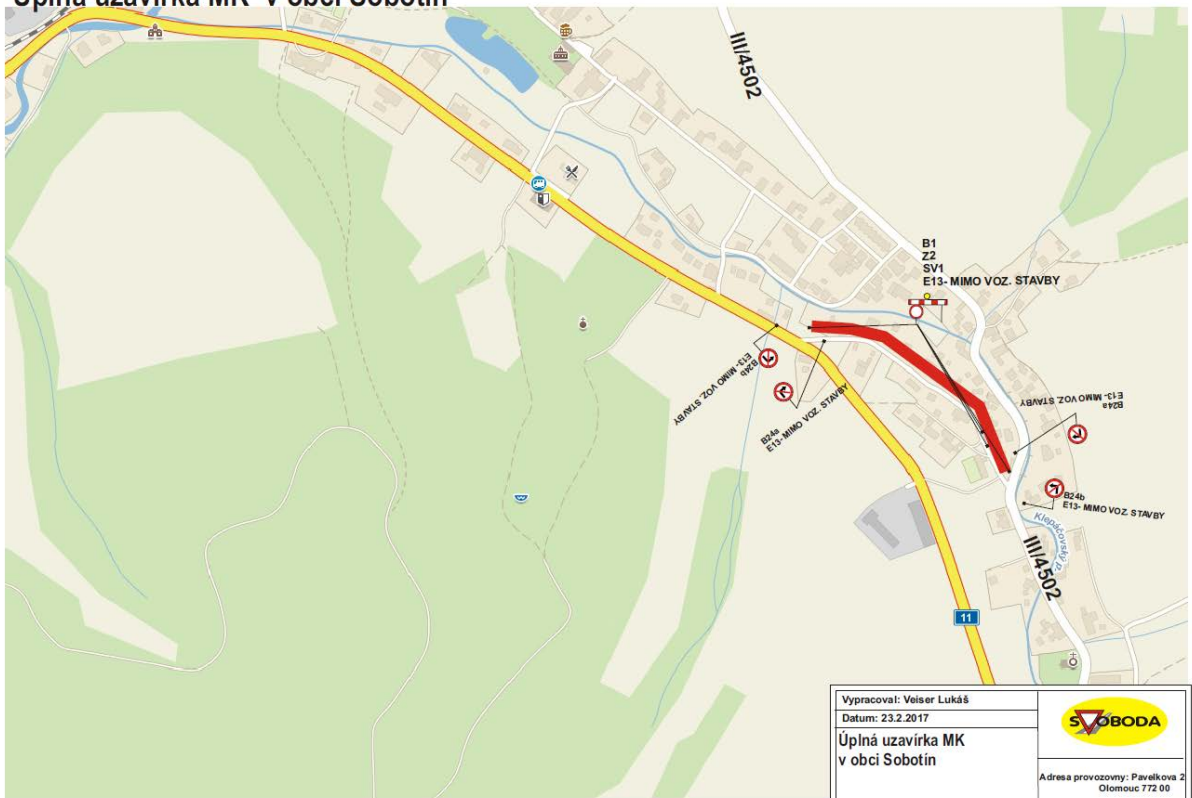 Úplná uzavírka MK v obci Sobotín
III/4502
B1
Z2
SV1
E13- MIMO VOZ. STAVBY
B24b
E13- MIMO VOZ. STAVBY
B24a
E13- MIMO VOZ. STAVBY
B24a
E13- MIMO VOZ. STAVBY
B24b
E13- MIMO VOZ. STAVBY
Klepáčovský p.
III/4502
11
Vypracoval: Veiser Lukáš
Datum: 23.2.2017
Úplná uzavírka MK
v obci Sobotín
SVOBODA
Adresa provozovny: Pavelkova 2
Olomouc 772 00